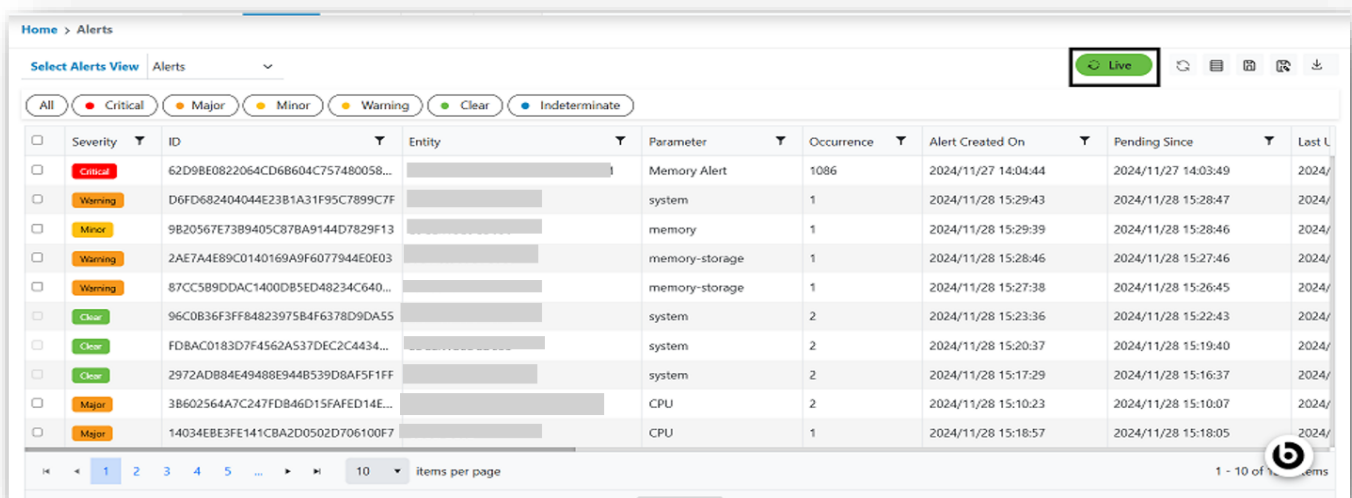 Home > Alerts
Select Alerts View Alerts Live
All Critical Major Minor Warning Clear Indeterminate
Severity ID Entity Parameter Occurrence Alert Created On Pending Since Last U
Critical 62D9BE0822064CD6B604C757480058... Memory Alert 1086 2024/11/27 14:04:44 2024/11/27 14:03:49 2024/
Warning D6FD682404044E23B1A31F95C7899C7F system 1 2024/11/28 15:29:43 2024/11/28 15:28:47 2024/
Minor 9B20567E73B9405C87BA9144D7829F13 memory 1 2024/11/28 15:29:39 2024/11/28 15:28:46 2024/
Warning 2AE7A4E89C0140169A9F6077944E0E03 memory-storage 1 2024/11/28 15:28:46 2024/11/28 15:27:46 2024/
Warning 87CC5B9DDAC1400DB5ED48234C640... memory-storage 1 2024/11/28 15:27:38 2024/11/28 15:26:45 2024/
Clear 96C0B36F3FF84823975B4F6378D9DA55 system 2 2024/11/28 15:23:36 2024/11/28 15:22:43 2024/
Clear FDBAC0183D7F4562A537DEC2C4434... system 2 2024/11/28 15:20:37 2024/11/28 15:19:40 2024/
Clear 2972ADB84E49488E944B539D8AF5F1FF system 2 2024/11/28 15:17:29 2024/11/28 15:16:37 2024/
Major 3B602564A7C247FDB46D15FAFED14E... CPU 2 2024/11/28 15:10:23 2024/11/28 15:10:07 2024/
Major 14034EBE3FE141CBA2D0502D706100F7 CPU 1 2024/11/28 15:18:57 2024/11/28 15:18:05 2024/
1 2 3 4 5 ... 10 items per page 1 - 10 of